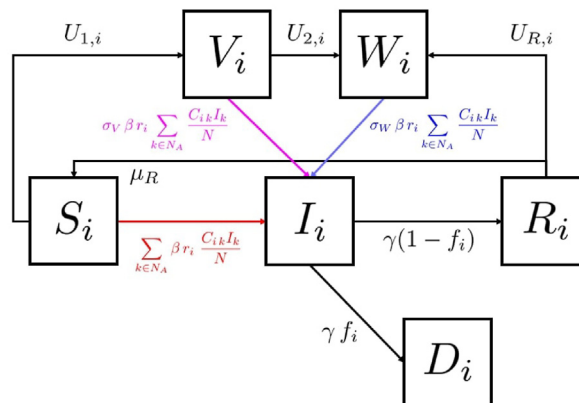 U_{1,i} U_{2,i} U_{R,i}
V_i W_i
σ_V β r_i ∑_{k∈N_A} C_{ik}I_k/N σ_W β r_i ∑_{k∈N_A} C_{ik}I_k/N
μ_R
S_i I_i R_i
∑_{k∈N_A} β r_i C_{ik}I_k/N γ(1 − f_i)
γ f_i
D_i